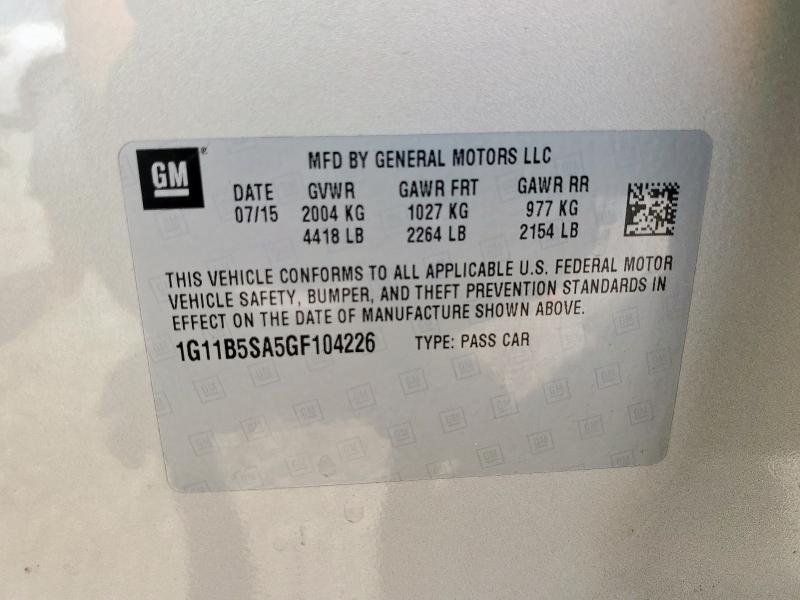 GM®
MFD BY GENERAL MOTORS LLC
DATE GVWR GAWR FRT GAWR RR
07/15 2004 KG 1027 KG 977 KG
4418 LB 2264 LB 2154 LB
THIS VEHICLE CONFORMS TO ALL APPLICABLE U.S. FEDERAL MOTOR
VEHICLE SAFETY, BUMPER, AND THEFT PREVENTION STANDARDS IN
EFFECT ON THE DATE OF MANUFACTURE SHOWN ABOVE.
1G11B5SA5GF104226 TYPE: PASS CAR